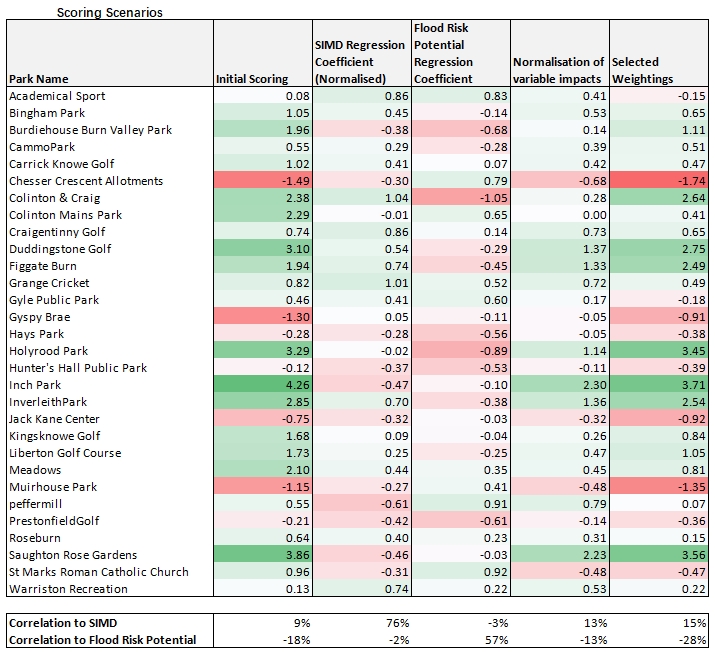 Scoring Scenarios
Park Name Initial Scoring SIMD Regression Coefficient (Normalised) Flood Risk Potential Regression Coefficient Normalisation of variable impacts Selected Weightings
Academical Sport 0.08 0.86 0.83 0.41 -0.15
Bingham Park 1.05 0.45 -0.14 0.53 0.65
Burdiehouse Burn Valley Park 1.96 -0.38 -0.68 0.14 1.11
CammoPark 0.55 0.29 -0.28 0.39 0.51
Carrick Knowe Golf 1.02 0.41 0.07 0.42 0.47
Chesser Crescent Allotments -1.49 -0.30 0.79 -0.68 -1.74
Colinton & Craig 2.38 1.04 -1.05 0.28 2.64
Colinton Mains Park 2.29 -0.01 0.65 0.00 0.41
Craigentinny Golf 0.74 0.86 0.14 0.73 0.65
Duddingstone Golf 3.10 0.54 -0.29 1.37 2.75
Figgate Burn 1.94 0.74 -0.45 1.33 2.49
Grange Cricket 0.82 1.01 0.52 0.72 0.49
Gyle Public Park 0.46 0.41 0.60 0.17 -0.18
Gyspy Brae -1.30 0.05 -0.11 -0.05 -0.91
Hays Park -0.28 -0.28 -0.56 -0.05 -0.38
Holyrood Park 3.29 -0.02 -0.89 1.14 3.45
Hunter's Hall Public Park -0.12 -0.37 -0.53 -0.11 -0.39
Inch Park 4.26 -0.47 -0.10 2.30 3.71
InverleithPark 2.85 0.70 -0.38 1.36 2.54
Jack Kane Center -0.75 -0.32 -0.03 -0.32 -0.92
Kingsknowe Golf 1.68 0.09 -0.04 0.26 0.84
Liberton Golf Course 1.73 0.25 -0.25 0.47 1.05
Meadows 2.10 0.44 0.35 0.45 0.81
Muirhouse Park -1.15 -0.27 0.41 -0.48 -1.35
peffermill 0.55 -0.61 0.91 0.79 0.07
PrestonfieldGolf -0.21 -0.42 -0.61 -0.14 -0.36
Roseburn 0.64 0.40 0.23 0.31 0.15
Saughton Rose Gardens 3.86 -0.46 -0.03 2.23 3.56
St Marks Roman Catholic Church 0.96 -0.31 0.92 -0.48 -0.47
Warriston Recreation 0.13 0.74 0.22 0.53 0.22
Correlation to SIMD 9% 76% -3% 13% 15%
Correlation to Flood Risk Potential -18% -2% 57% -13% -28%